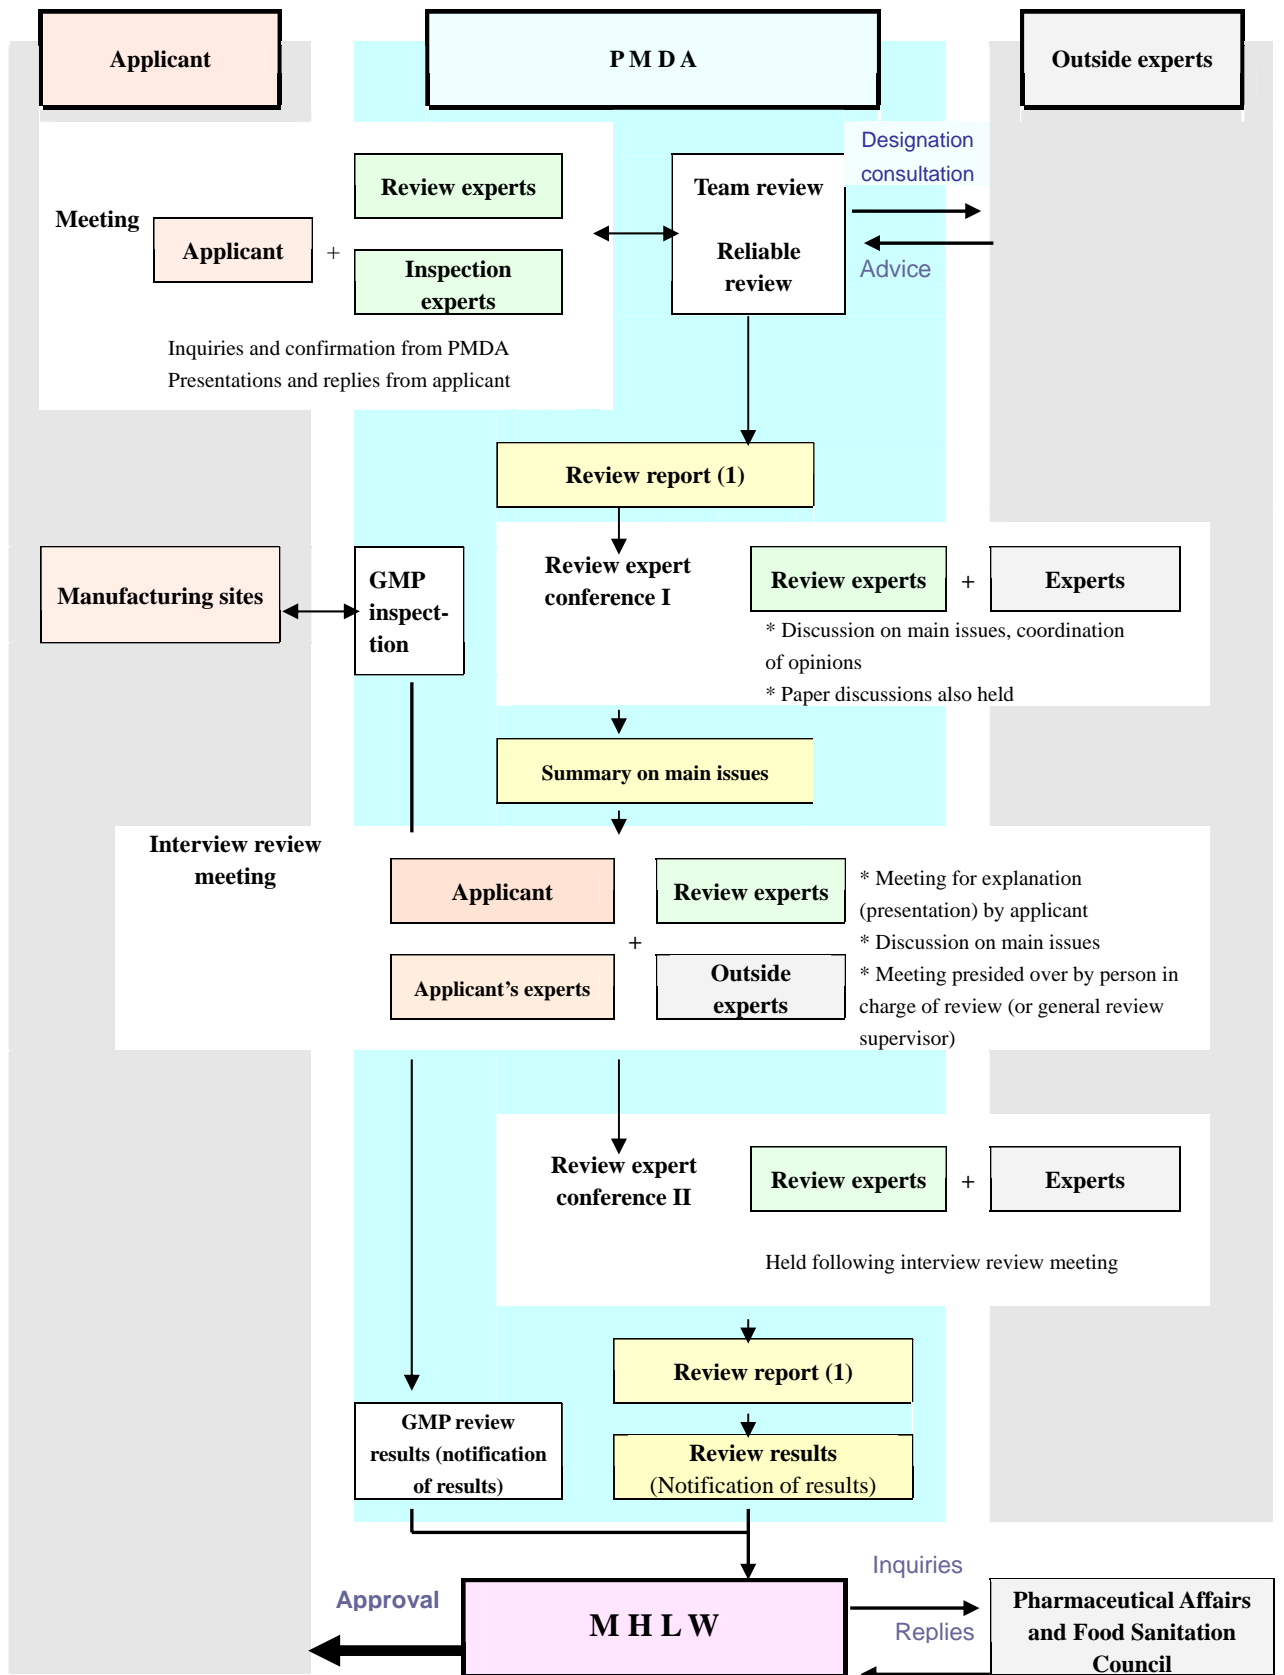 Applicant
P M D A
Outside experts
Designation
consultation
Review experts
Team review
Meeting
Applicant
+
Reliable
review
Advice
Inspection
experts
Inquiries and confirmation from PMDA
Presentations and replies from applicant
Review report (1)
Manufacturing sites
GMP
inspect-
tion
Review expert
conference I
Review experts
+
Experts
* Discussion on main issues, coordination
of opinions
* Paper discussions also held
Summary on main issues
Interview review
meeting
Applicant
Review experts
+
Applicant's experts
Outside
experts
* Meeting for explanation
(presentation) by applicant
* Discussion on main issues
* Meeting presided over by person in
charge of review (or general review
supervisor)
Review expert
conference II
Review experts
+
Experts
Held following interview review meeting
Review report (1)
GMP review
results (notification
of results)
Review results
(Notification of results)
Approval
M H L W
Inquiries
Replies
Pharmaceutical Affairs
and Food Sanitation
Council